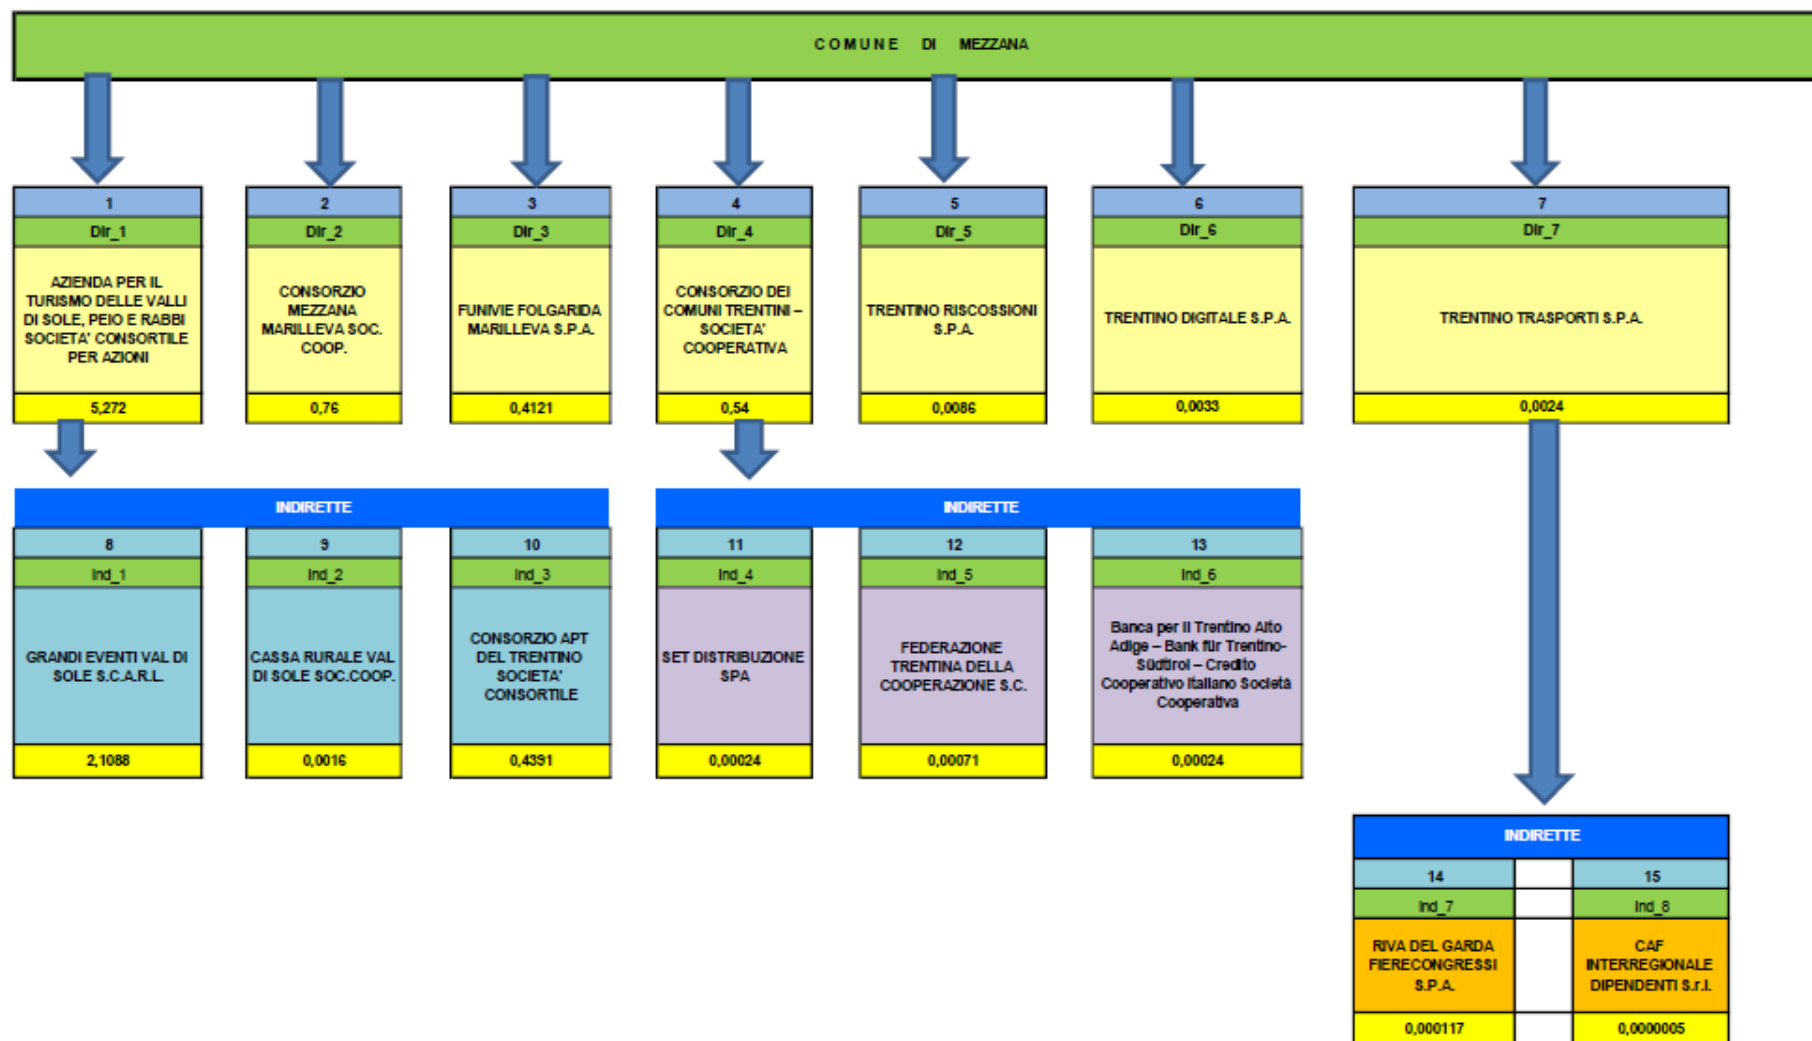 COMUNE DI MEZZANA
1
Dir_1
AZIENDA PER IL
TURISMO DELLE VALLI
DI SOLE, PEIO E RABBI
SOCIETA' CONSORTILE
PER AZIONI
5,272
2
Dir_2
CONSORZIO
MEZZANA
MARILLEVA SOC.
COOP.
0,76
3
Dir_3
FUNIVIE FOLGARIDA
MARILLEVA S.P.A.
0,4121
4
Dir_4
CONSORZIO DEI
COMUNI TRENTINI –
SOCIETA'
COOPERATIVA
0,54
5
Dir_5
TRENTINO RISCOSSIONI
S.P.A.
0,0086
6
Dir_6
TRENTINO DIGITALE S.P.A.
0,0033
7
Dir_7
TRENTINO TRASPORTI S.P.A.
0,0024
INDIRETTE
8
Ind_1
GRANDI EVENTI VAL DI
SOLE S.C.A.R.L.
2,1088
9
Ind_2
CASSA RURALE VAL
DI SOLE SOC.COOP.
0,0016
10
Ind_3
CONSORZIO APT
DEL TRENTINO
SOCIETA'
CONSORTILE
0,4391
INDIRETTE
11
Ind_4
SET DISTRIBUZIONE
SPA
0,00024
12
Ind_5
FEDERAZIONE
TRENTINA DELLA
COOPERAZIONE S.C.
0,00071
13
Ind_6
Banca per il Trentino Alto
Adige – Bank für Trentino-
Südtirol – Credito
Cooperativo Italiano Società
Cooperativa
0,00024
INDIRETTE
14
Ind_7
RIVA DEL GARDA
FIERECONGRESSI
S.P.A.
0,000117
15
Ind_8
CAF
INTERREGIONALE
DIPENDENTI S.r.l.
0,0000005